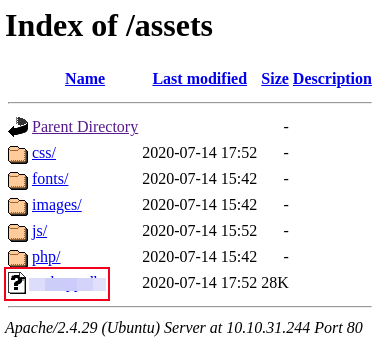 Index of /assets
Name Last modified Size Description
Parent Directory -
css/ 2020-07-14 17:52 -
fonts/ 2020-07-14 15:42 -
images/ 2020-07-14 15:42 -
js/ 2020-07-14 15:52 -
php/ 2020-07-14 15:42 -
2020-07-14 17:52 28K
Apache/2.4.29 (Ubuntu) Server at 10.10.31.244 Port 80